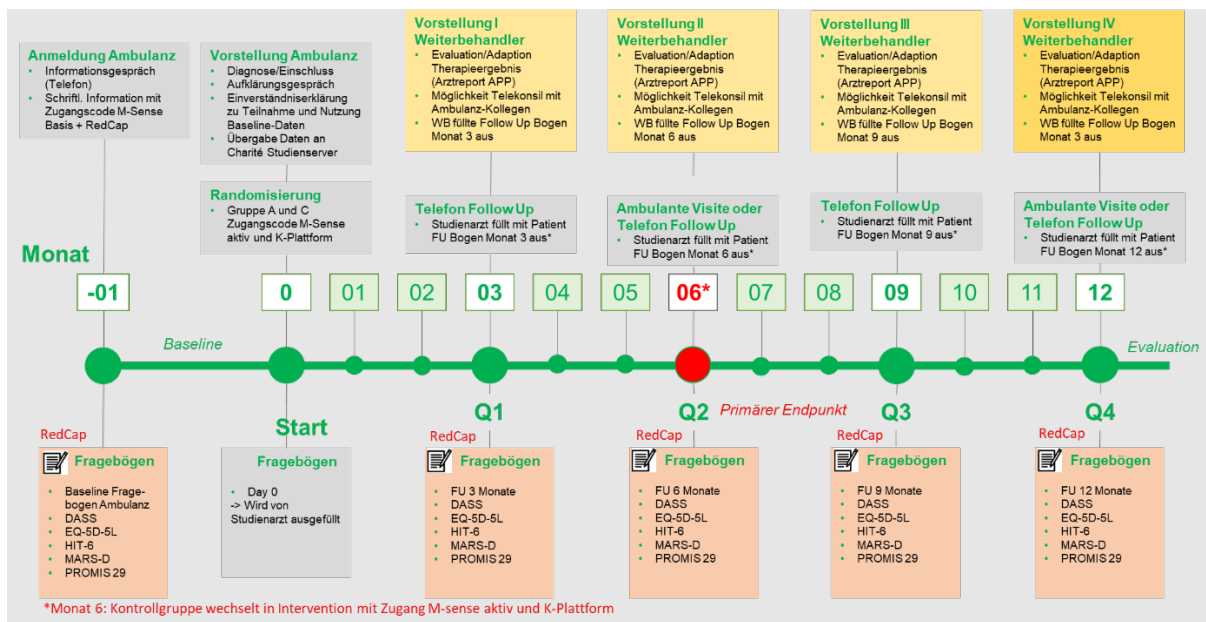 Anmeldung Ambulanz
• Informationsgespräch
(Telefon)
• Schriftl. Information mit
Zugangscode M-Sense
Basis + RedCap
Vorstellung Ambulanz
• Diagnose/Einschluss
• Aufklärungsgespräch
• Einverständniserklärung
zu Teilnahme und Nutzung
Baseline-Daten
• Übergabe Daten an
Charité Studienserver
Randomisierung
• Gruppe A und C
Zugangscode M-Sense
aktiv und K-Plattform
Vorstellung I
Weiterbehandler
• Evaluation/Adaption
Therapieergebnis
(Arztreport APP)
• Möglichkeit Telekonsil mit
Ambulanz-Kollegen
• WB füllte Follow Up Bogen
Monat 3 aus
Telefon Follow Up
• Studienarzt füllt mit Patient
FU Bogen Monat 3 aus*
Vorstellung II
Weiterbehandler
• Evaluation/Adaption
Therapieergebnis
(Arztreport APP)
• Möglichkeit Telekonsil mit
Ambulanz-Kollegen
• WB füllte Follow Up Bogen
Monat 6 aus
Ambulante Visite oder
Telefon Follow Up
• Studienarzt füllt mit Patient
FU Bogen Monat 6 aus*
Vorstellung III
Weiterbehandler
• Evaluation/Adaption
Therapieergebnis
(Arztreport APP)
• Möglichkeit Telekonsil mit
Ambulanz-Kollegen
• WB füllte Follow Up Bogen
Monat 9 aus
Telefon Follow Up
• Studienarzt füllt mit Patient
FU Bogen Monat 9 aus*
Vorstellung IV
Weiterbehandler
• Evaluation/Adaption
Therapieergebnis
(Arztreport APP)
• Möglichkeit Telekonsil mit
Ambulanz-Kollegen
• WB füllte Follow Up Bogen
Monat 3 aus
Ambulante Visite oder
Telefon Follow Up
• Studienarzt füllt mit Patient
FU Bogen Monat 12 aus*
Monat
-01 0 01 02 03 04 05 06* 07 08 09 10 11 12
Baseline
Evaluation
Start
Q1
Q2
Primärer Endpunkt
Q3
Q4
RedCap
Fragebögen
• Baseline Frage-
bogen Ambulanz
• DASS
• EQ-5D-5L
• HIT-6
• MARS-D
• PROMIS 29
Fragebögen
• Day 0
-> Wird von
Studienarzt ausgefüllt
RedCap
Fragebögen
• FU 3 Monate
• DASS
• EQ-5D-5L
• HIT-6
• MARS-D
• PROMIS 29
RedCap
Fragebögen
• FU 6 Monate
• DASS
• EQ-5D-5L
• HIT-6
• MARS-D
• PROMIS 29
RedCap
Fragebögen
• FU 9 Monate
• DASS
• EQ-5D-5L
• HIT-6
• MARS-D
• PROMIS 29
RedCap
Fragebögen
• FU 12 Monate
• DASS
• EQ-5D-5L
• HIT-6
• MARS-D
• PROMIS 29
*Monat 6: Kontrollgruppe wechselt in Intervention mit Zugang M-sense aktiv und K-Plattform